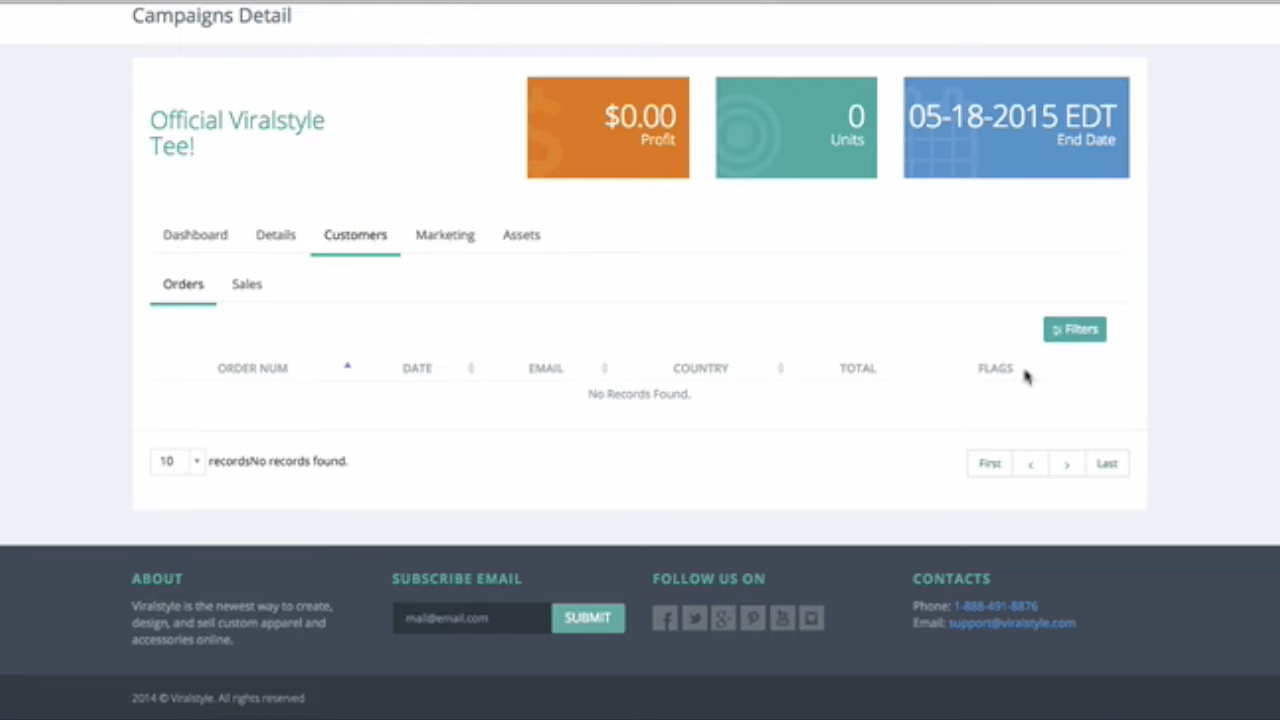 Campaigns Detail
Official Viralstyle
Tee!
$0.00
Profit
0
Units
05-18-2015 EDT
End Date
Dashboard Details Customers Marketing Assets
Orders Sales
Filters
ORDER NUM DATE EMAIL COUNTRY TOTAL FLAGS
No Records Found.
10 recordsNo records found.
First ‹ › Last
ABOUT
Viralstyle is the newest way to create,
design, and sell custom apparel and
accessories online.
SUBSCRIBE EMAIL
mail@email.com SUBMIT
FOLLOW US ON
CONTACTS
Phone: 1-888-491-8876
Email: support@viralstyle.com
2014 © Viralstyle. All rights reserved